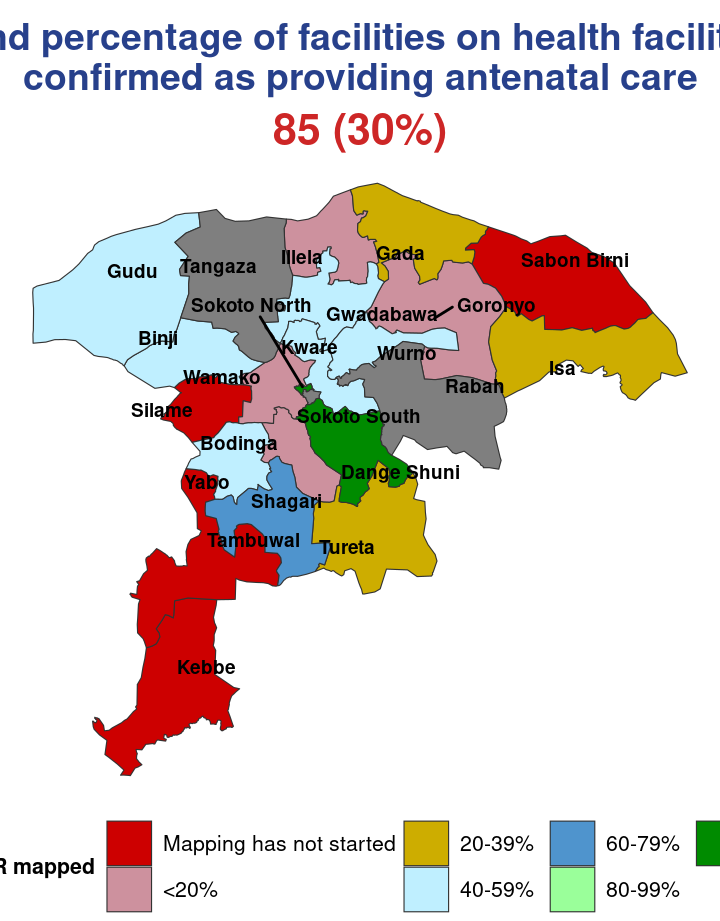 percentage of facilities on health
confirmed as providing antenatal care
85 (30%)
Gudu
Tangaza
Illela
Gada
Sabon Birni
Sokoto North
Gwadabawa
Goronyo
Binji
Kware
Wurno
Isa
Wamako
Rabah
Silame
Sokoto South
Bodinga
Dange Shuni
Yabo
Shagari
Tambuwal
Tureta
Kebbe
Mapping has not started
20-39%
60-79%
mapped
<20%
40-59%
80-99%